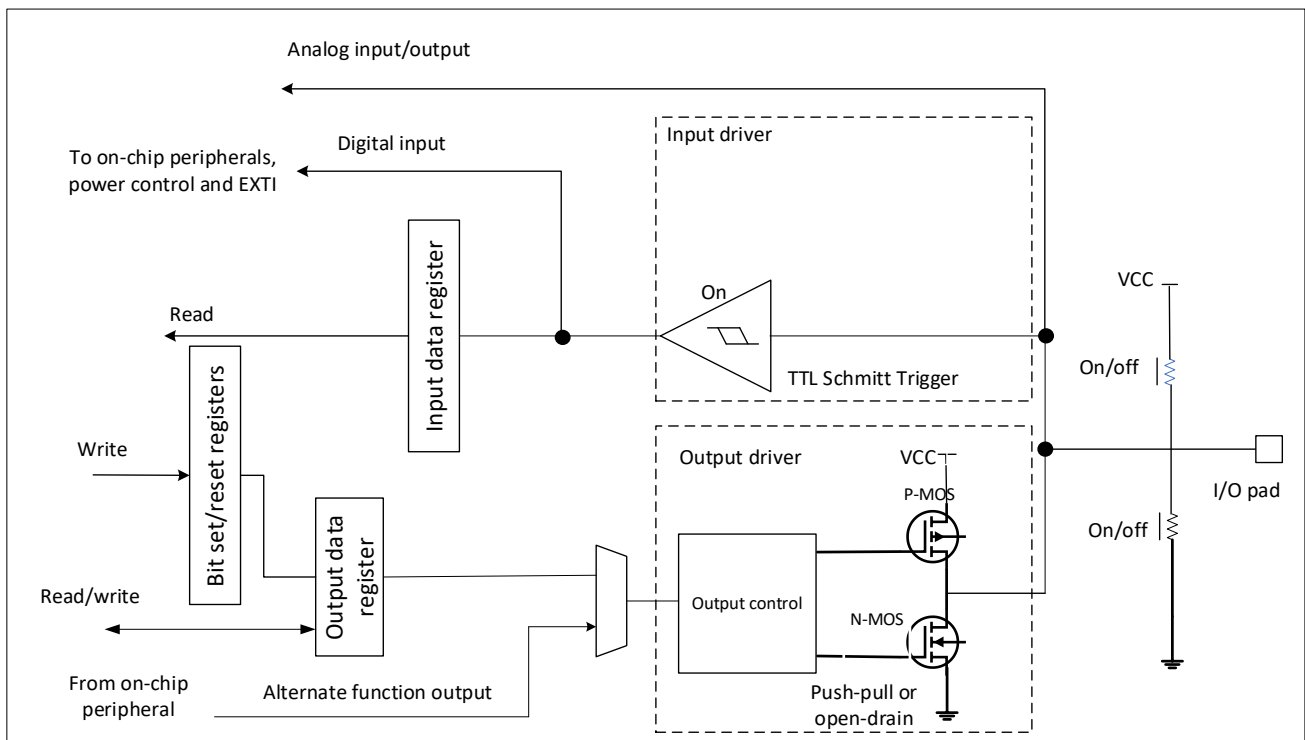 Analog input/output
Digital input
To on-chip peripherals,
power control and EXTI
Input driver
On
TTL Schmitt Trigger
Input data register
Read
Bit set/reset registers
Write
Output data
register
Read/write
From on-chip
peripheral
Alternate function output
Output driver
VCC
P-MOS
Output control
N-MOS
Push-pull or
open-drain
VCC
On/off
On/off
I/O pad